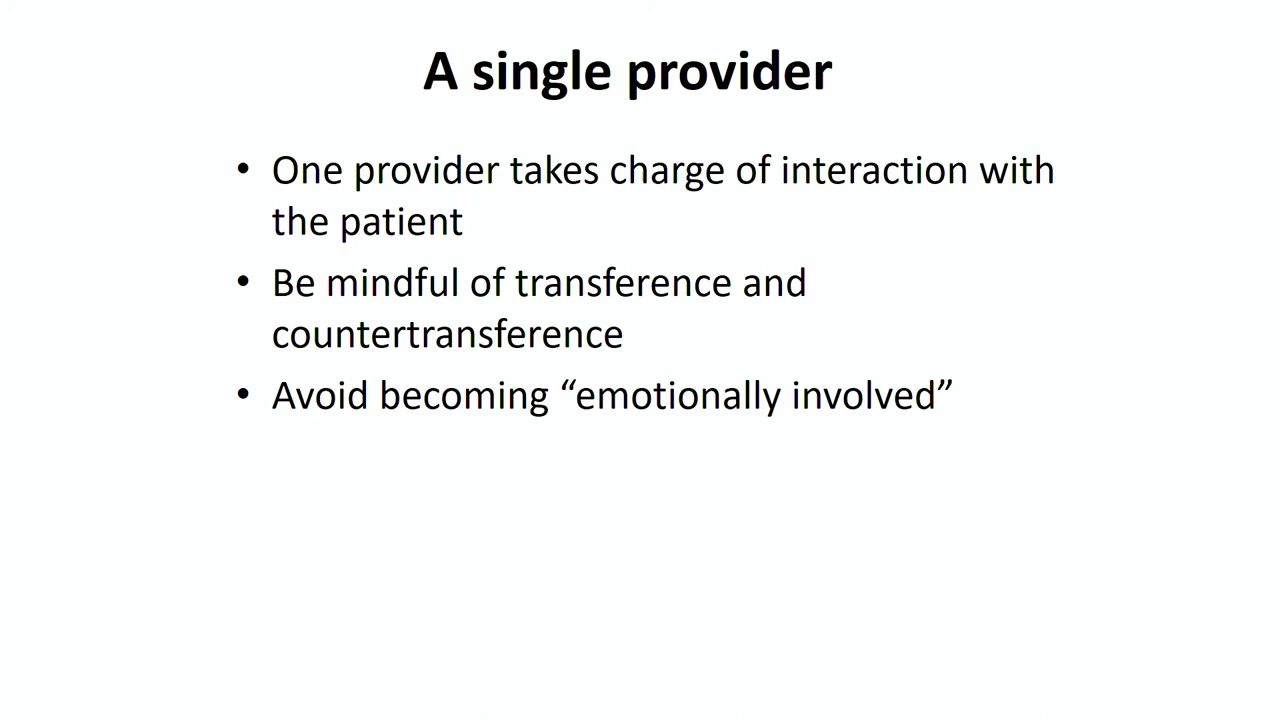 A single provider
• One provider takes charge of interaction with
the patient
• Be mindful of transference and
countertransference
• Avoid becoming “emotionally involved”